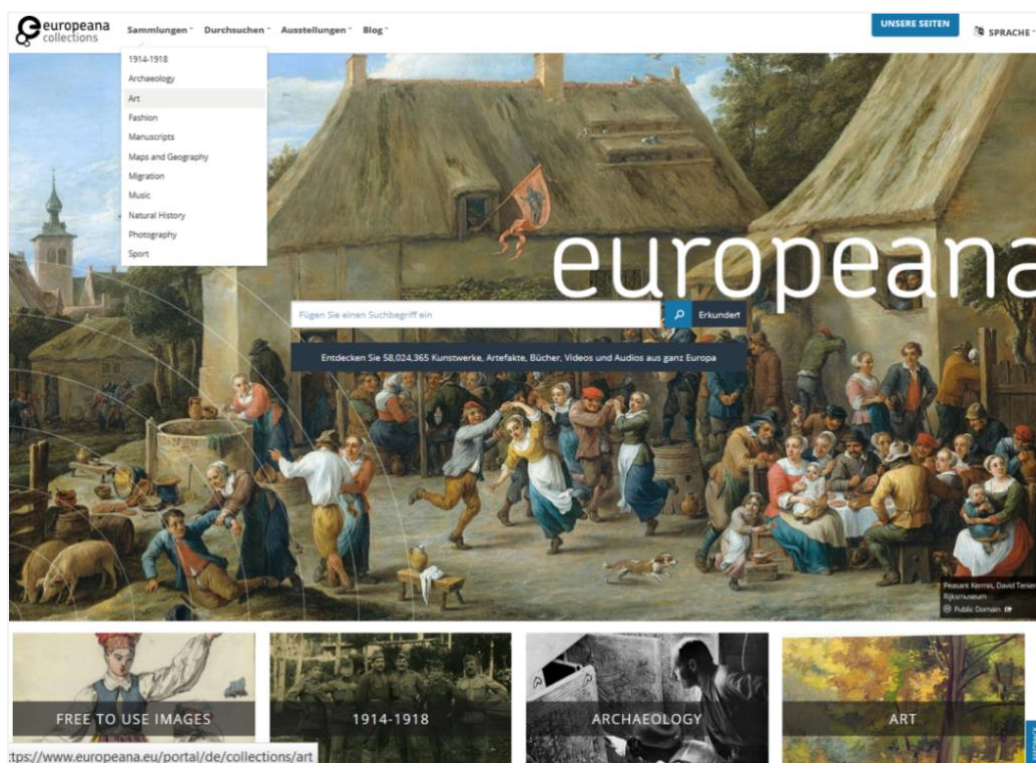 europeana
collections
Sammlungen Durchsuchen Ausstellungen Blog
UNSERE SEITEN
SPRACHE
1914-1918
Archaeology
Art
Fashion
Manuscripts
Maps and Geography
Migration
Music
Natural History
Photography
Sport
europeana
Fügen Sie einen Suchbegriff ein
Erkunden
Entdecken Sie 58,024,365 Kunstwerke, Artefakte, Bücher, Videos und Audios aus ganz Europa
Peasant Kermis, David Tenier
Rijksmuseum
Public Domain
FREE TO USE IMAGES
1914-1918
ARCHAEOLOGY
ART
tps://www.europeana.eu/portal/de/collections/art